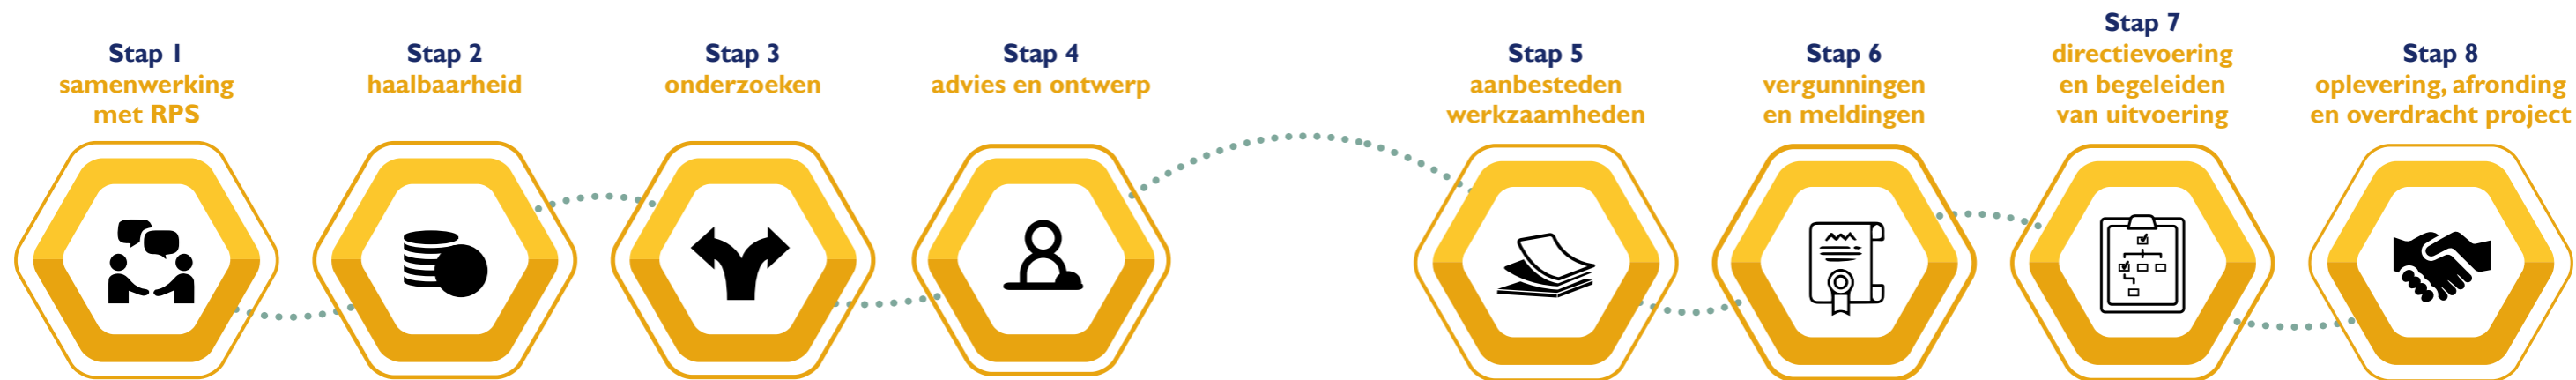 Stap 1
samenwerking
met RPS
Stap 2
haalbaarheid
Stap 3
onderzoeken
Stap 4
advies en ontwerp
Stap 5
aanbesteden
werkzaamheden
Stap 6
vergunningen
en meldingen
Stap 7
directievoering
en begeleiden
van uitvoering
Stap 8
oplevering, afronding
en overdracht project